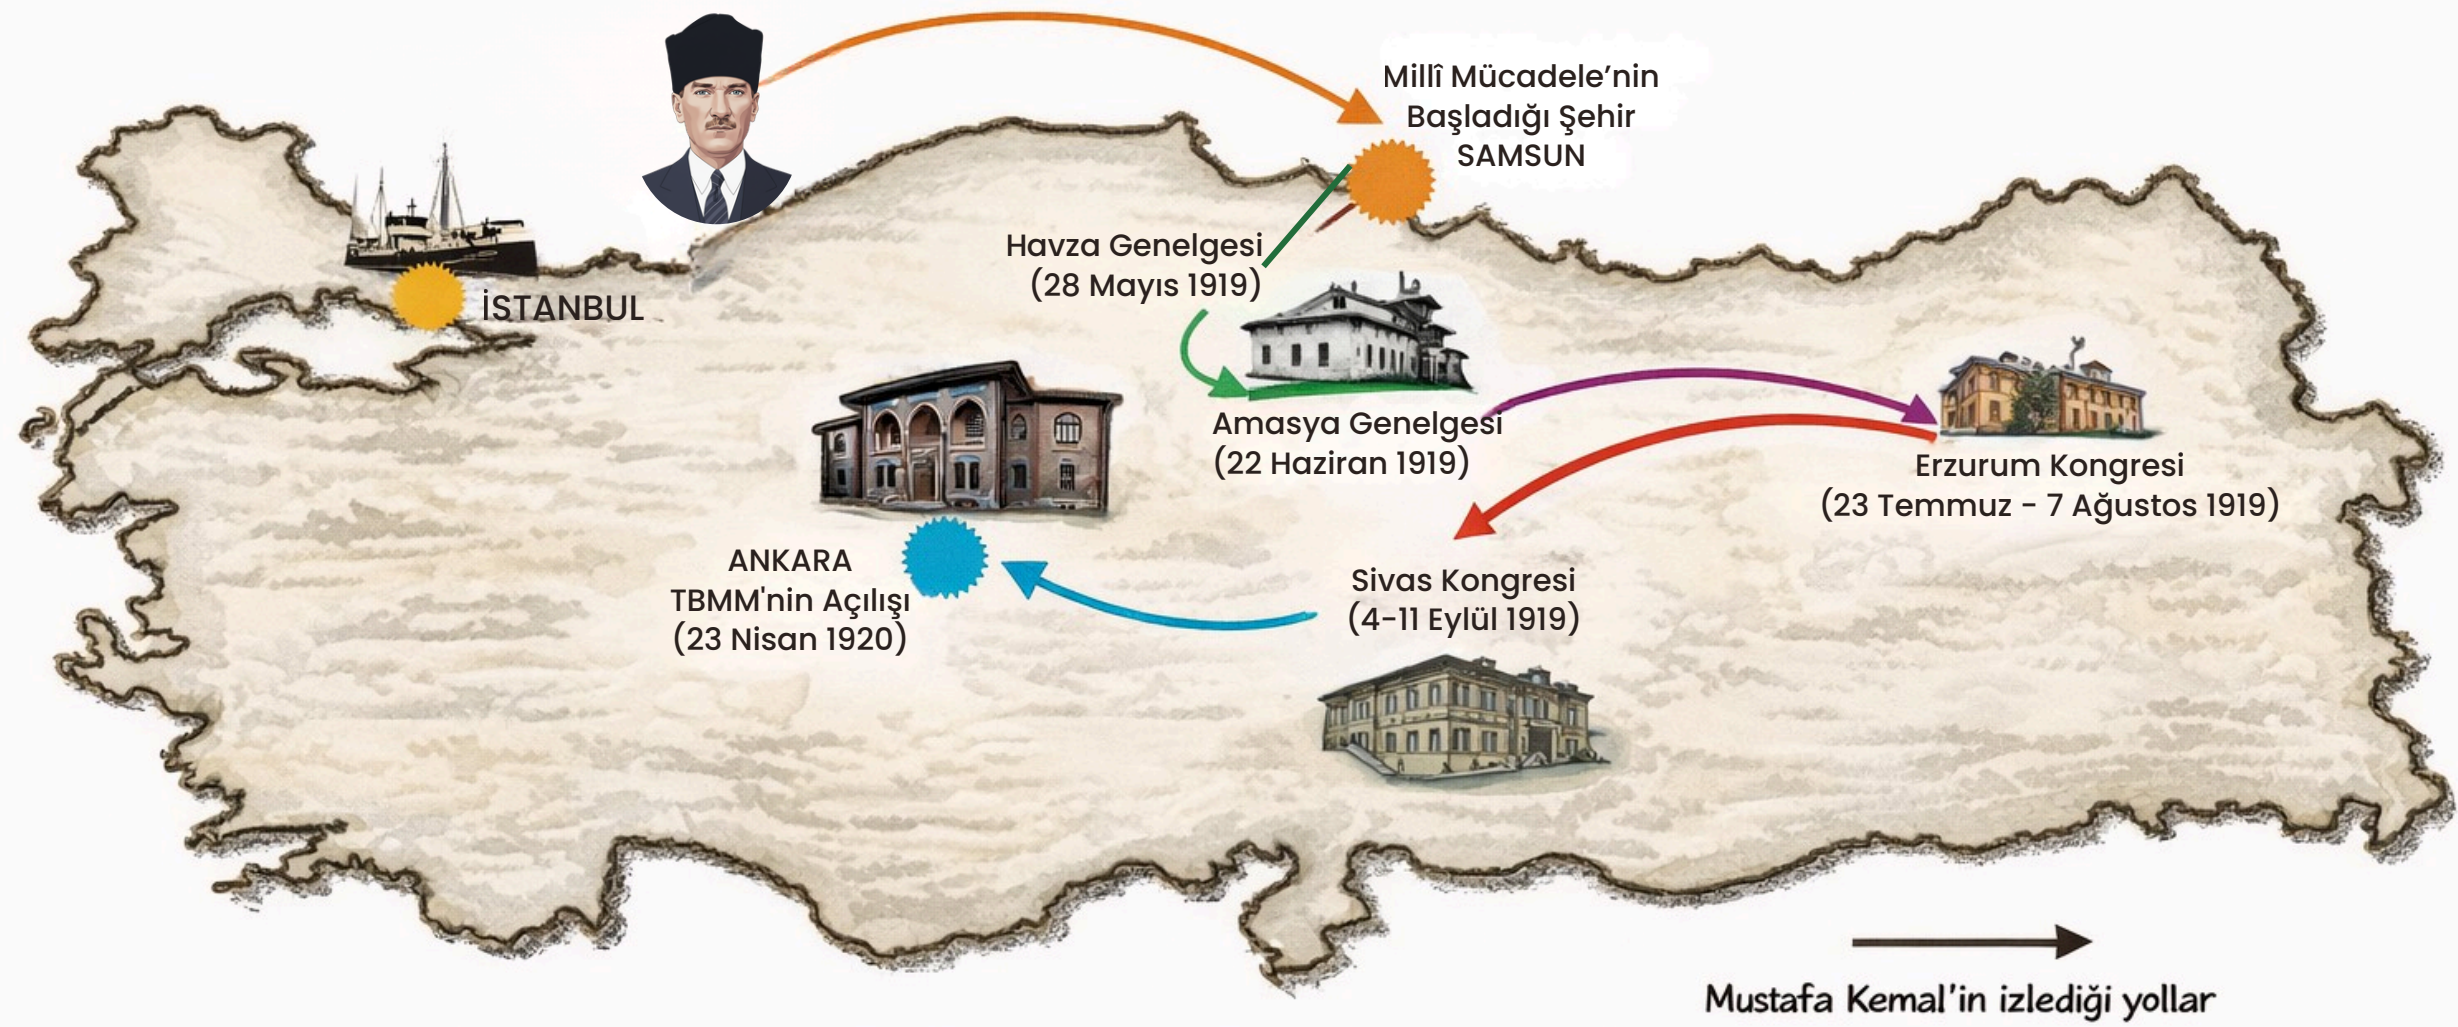 Millî Mücadele’nin
Başladığı Şehir
SAMSUN
Havza Genelgesi
(28 Mayıs 1919)
İSTANBUL
Amasya Genelgesi
(22 Haziran 1919)
Erzurum Kongresi
(23 Temmuz - 7 Ağustos 1919)
Sivas Kongresi
(4-11 Eylül 1919)
ANKARA
TBMM'nin Açılışı
(23 Nisan 1920)
Mustafa Kemal'in izlediği yollar